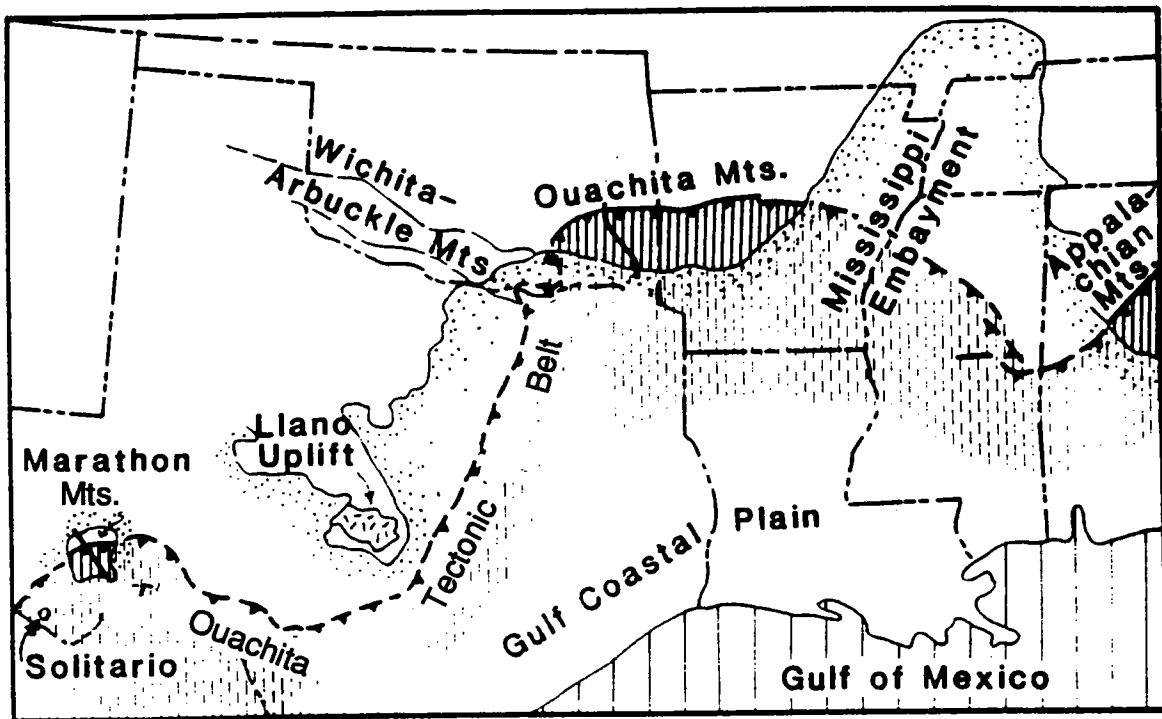 Wichita–
Arbuckle Mts.
Ouachita Mts.
Mississippi
Embayment
Appala-
chian
Mts.
Belt
Llano
Uplift
Marathon
Mts.
Tectonic
Gulf Coastal Plain
Ouachita
Solitario
Gulf of Mexico